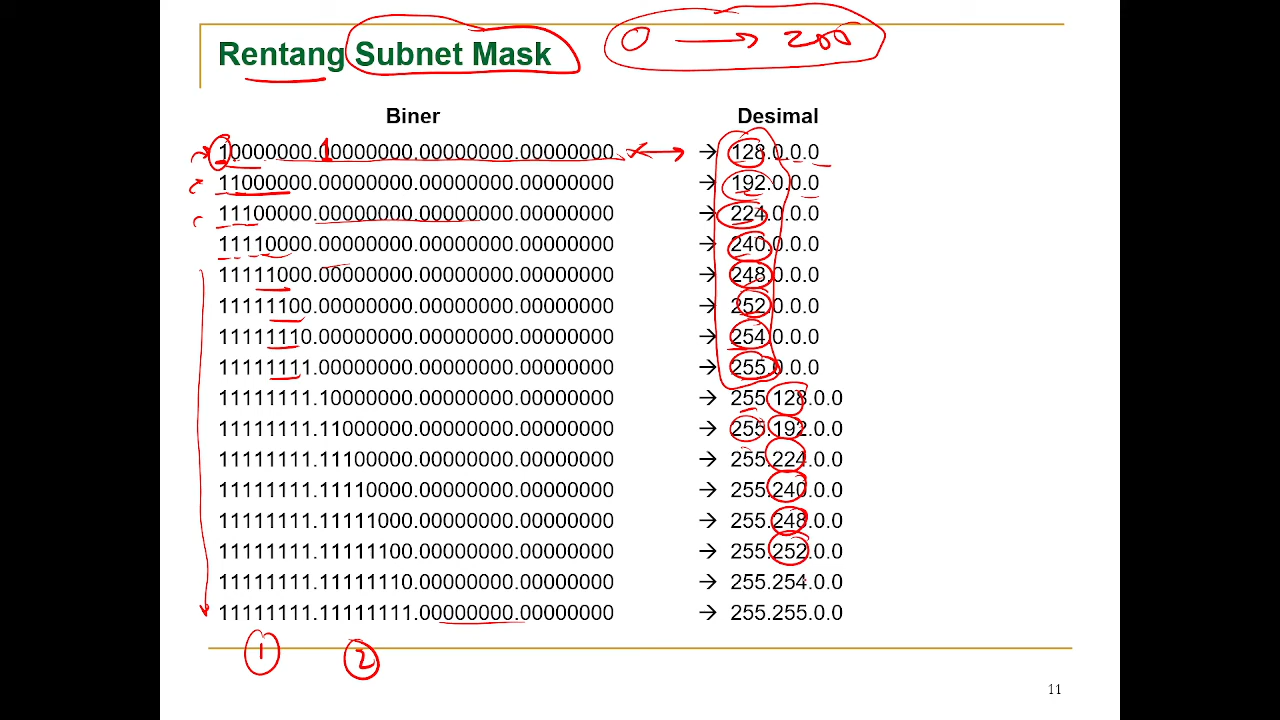 Rentang Subnet Mask
0 → 200
Biner Desimal
10000000.00000000.00000000.00000000 → 128.0.0.0
11000000.00000000.00000000.00000000 → 192.0.0.0
11100000.00000000.00000000.00000000 → 224.0.0.0
11110000.00000000.00000000.00000000 → 240.0.0.0
11111000.00000000.00000000.00000000 → 248.0.0.0
11111100.00000000.00000000.00000000 → 252.0.0.0
11111110.00000000.00000000.00000000 → 254.0.0.0
11111111.00000000.00000000.00000000 → 255.0.0.0
11111111.10000000.00000000.00000000 → 255.128.0.0
11111111.11000000.00000000.00000000 → 255.192.0.0
11111111.11100000.00000000.00000000 → 255.224.0.0
11111111.11110000.00000000.00000000 → 255.240.0.0
11111111.11111000.00000000.00000000 → 255.248.0.0
11111111.11111100.00000000.00000000 → 255.252.0.0
11111111.11111110.00000000.00000000 → 255.254.0.0
11111111.11111111.00000000.00000000 → 255.255.0.0
1 2
11